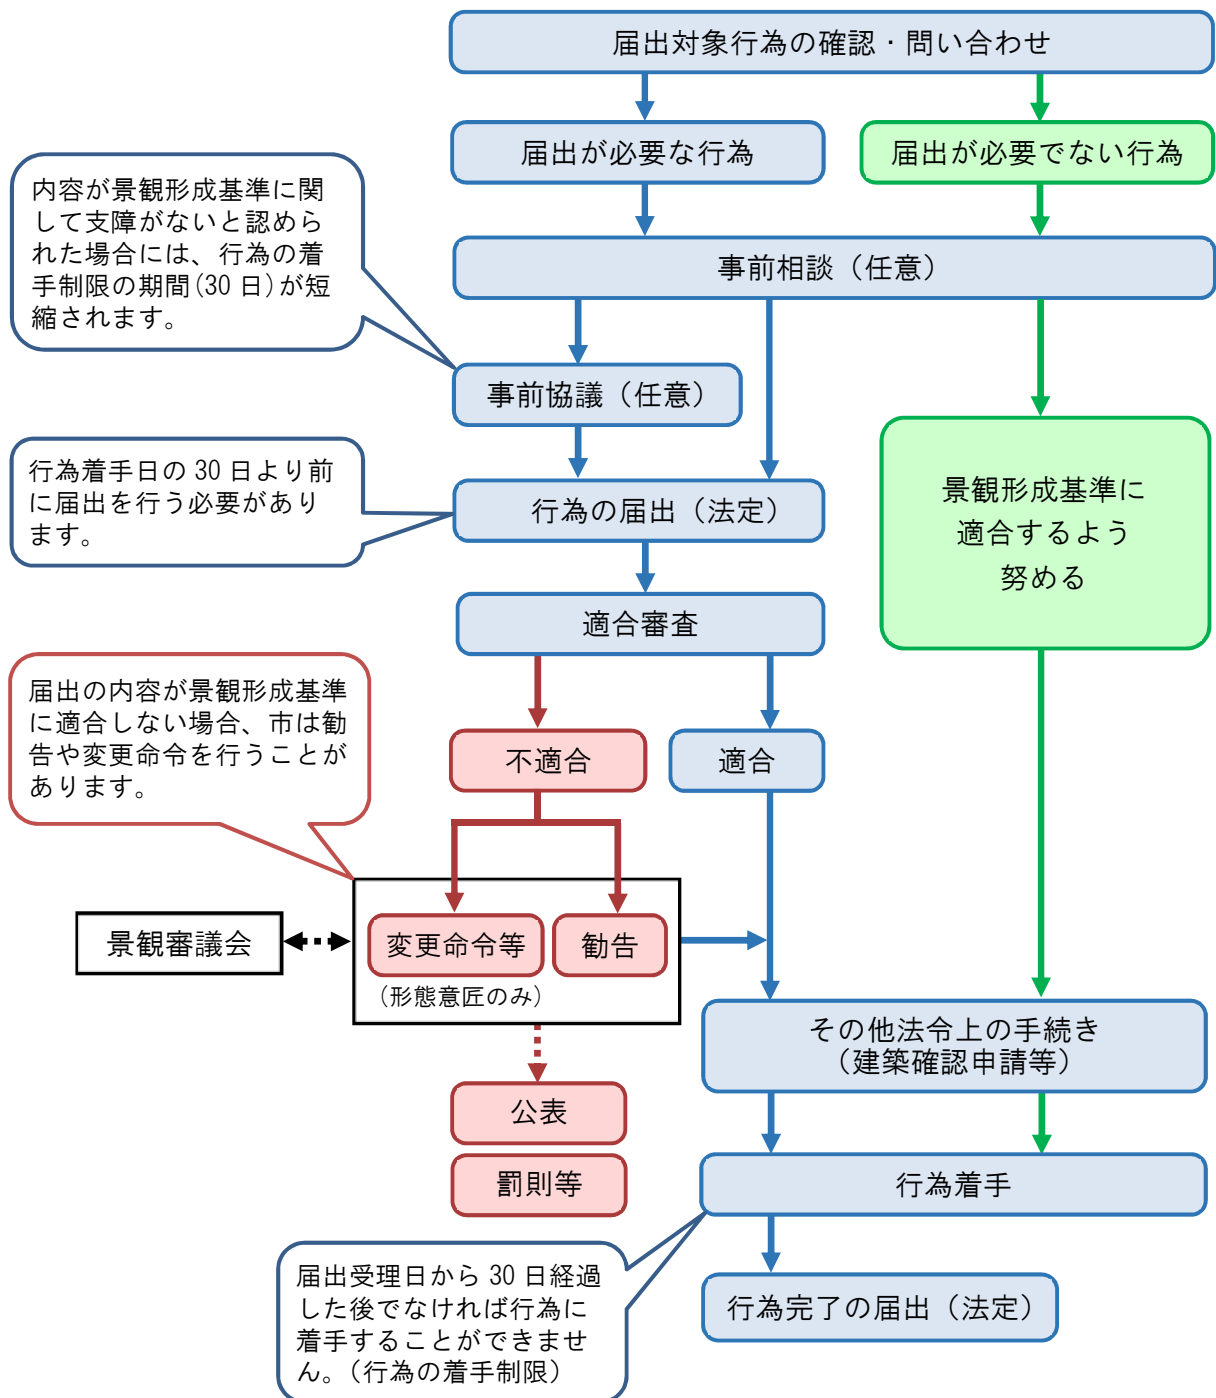 届出対象行為の確認・問い合わせ
届出が必要な行為
届出が必要でない行為
内容が景観形成基準に関
して支障がないと認めら
れた場合には、行為の着
手制限の期間(30日)が短
縮されます。
事前相談（任意）
事前協議（任意）
行為着手日の30日より前
に届出を行う必要があり
ます。
行為の届出（法定）
景観形成基準に
適合するよう
努める
適合審査
届出の内容が景観形成基準
に適合しない場合、市は勧
告や変更命令を行うことが
あります。
不適合
適合
景観審議会
変更命令等
勧告
（形態意匠のみ）
その他法令上の手続き
（建築確認申請等）
公表
罰則等
行為着手
届出受理日から30日経過
した後でなければ行為に
着手することができませ
ん。（行為の着手制限）
行為完了の届出（法定）